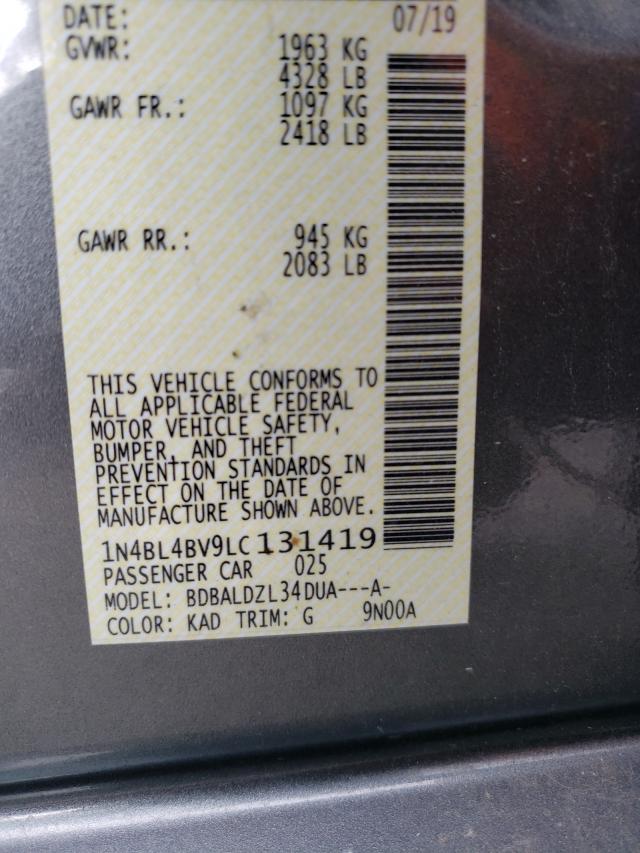 DATE: 07/19
GVWR: 1963 KG
4328 LB
GAWR FR.: 1097 KG
2418 LB
GAWR RR.: 945 KG
2083 LB
THIS VEHICLE CONFORMS TO
ALL APPLICABLE FEDERAL
MOTOR VEHICLE SAFETY,
BUMPER, AND THEFT
PREVENTION STANDARDS IN
EFFECT ON THE DATE OF
MANUFACTURE SHOWN ABOVE.
1N4BL4BV9LC131419
PASSENGER CAR 025
MODEL: BDBALDZL34DUA---A-
COLOR: KAD TRIM: G 9N00A